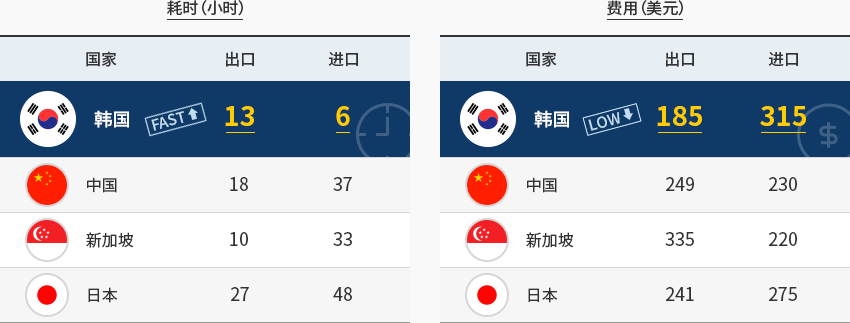 耗时(小时)
国家 出口 进口
韩国 FAST 13 6
中国 18 37
新加坡 10 33
日本 27 48
费用(美元)
国家 出口 进口
韩国 LOW 185 315
中国 249 230
新加坡 335 220
日本 241 275